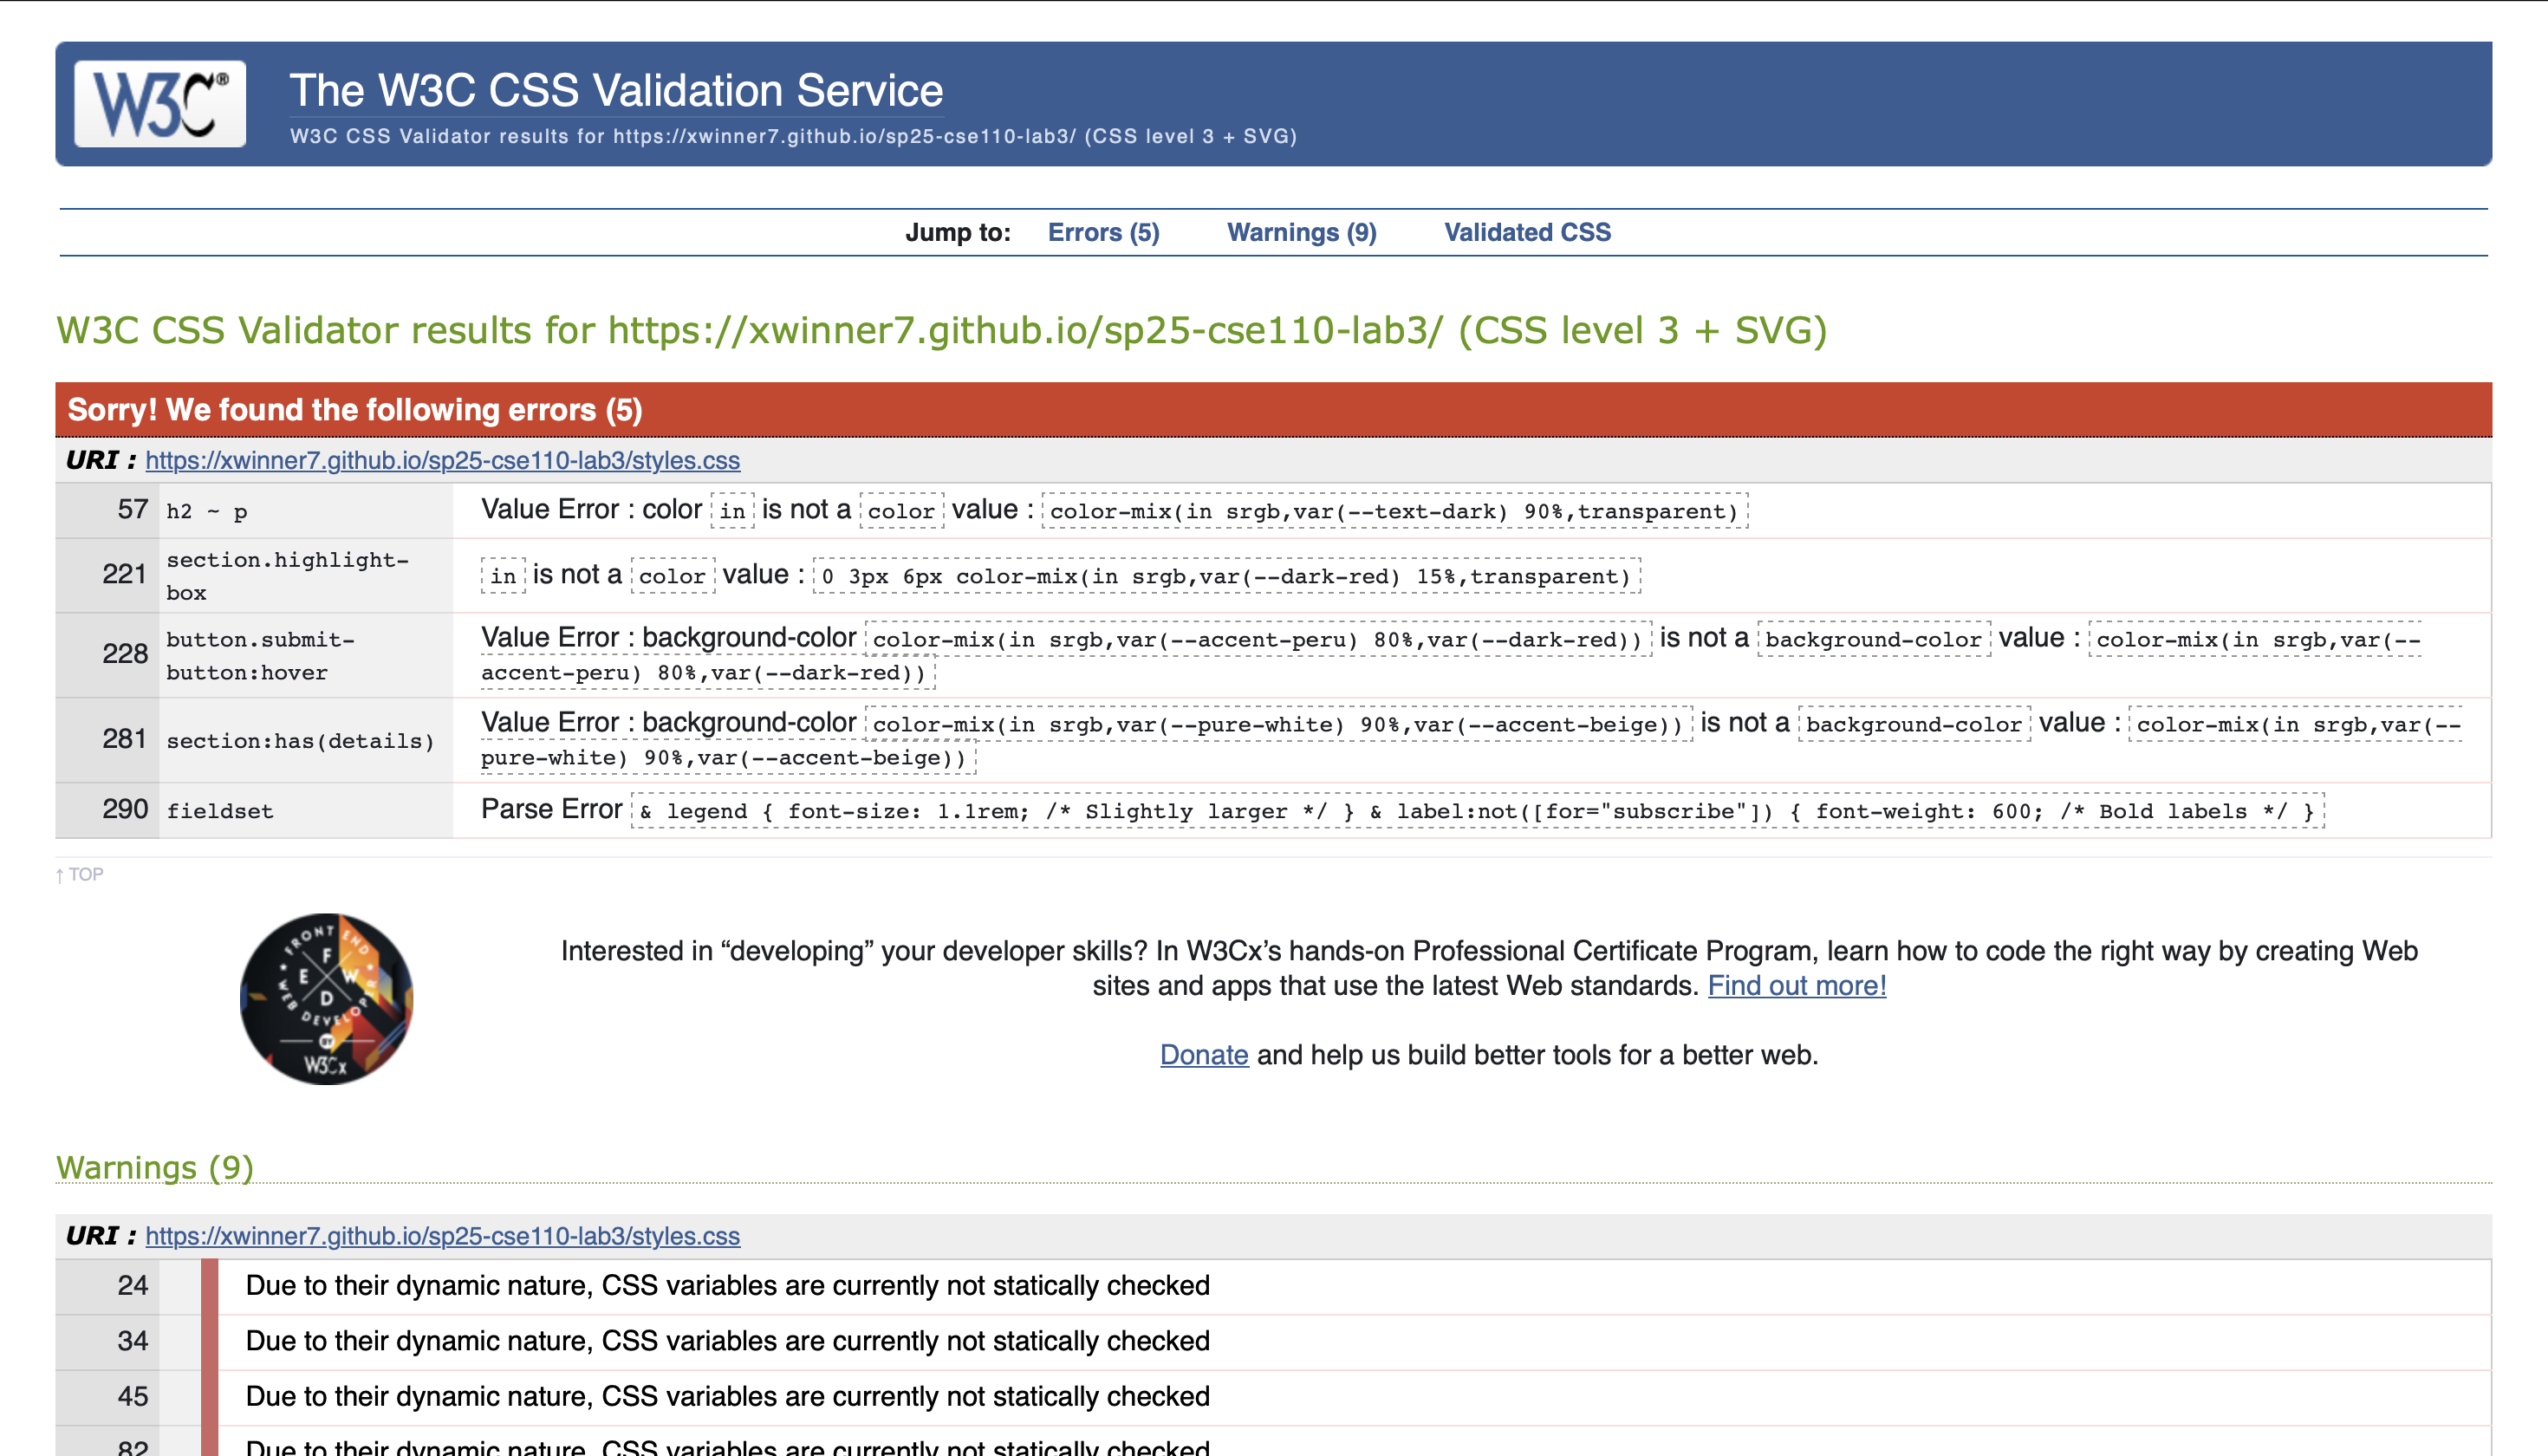 W3C®
The W3C CSS Validation Service
W3C CSS Validator results for https://xwinner7.github.io/sp25-cse110-lab3/ (CSS level 3 + SVG)
Jump to: Errors (5) Warnings (9) Validated CSS
W3C CSS Validator results for https://xwinner7.github.io/sp25-cse110-lab3/ (CSS level 3 + SVG)
Sorry! We found the following errors (5)
URI : https://xwinner7.github.io/sp25-cse110-lab3/styles.css
57 h2 ~ p Value Error : color in is not a color value : color-mix(in srgb,var(--text-dark) 90%,transparent)
221 section.highlight-
box in is not a color value : 0 3px 6px color-mix(in srgb,var(--dark-red) 15%,transparent)
228 button.submit-
button:hover Value Error : background-color color-mix(in srgb,var(--accent-peru) 80%,var(--dark-red)) is not a background-color value : color-mix(in srgb,var(--
accent-peru) 80%,var(--dark-red))
281 section:has(details) Value Error : background-color color-mix(in srgb,var(--pure-white) 90%,var(--accent-beige)) is not a background-color value : color-mix(in srgb,var(--
pure-white) 90%,var(--accent-beige))
290 fieldset Parse Error & legend { font-size: 1.1rem; /* Slightly larger */ } & label:not([for="subscribe"]) { font-weight: 600; /* Bold labels */ }
↑ TOP
FRONT END
F
E W
D
WEB DEVELOPER
BY
W3Cx
Interested in “developing” your developer skills? In W3Cx’s hands-on Professional Certificate Program, learn how to code the right way by creating Web
sites and apps that use the latest Web standards. Find out more!
Donate and help us build better tools for a better web.
Warnings (9)
URI : https://xwinner7.github.io/sp25-cse110-lab3/styles.css
24 Due to their dynamic nature, CSS variables are currently not statically checked
34 Due to their dynamic nature, CSS variables are currently not statically checked
45 Due to their dynamic nature, CSS variables are currently not statically checked
82 Due to their dynamic nature, CSS variables are currently not statically checked